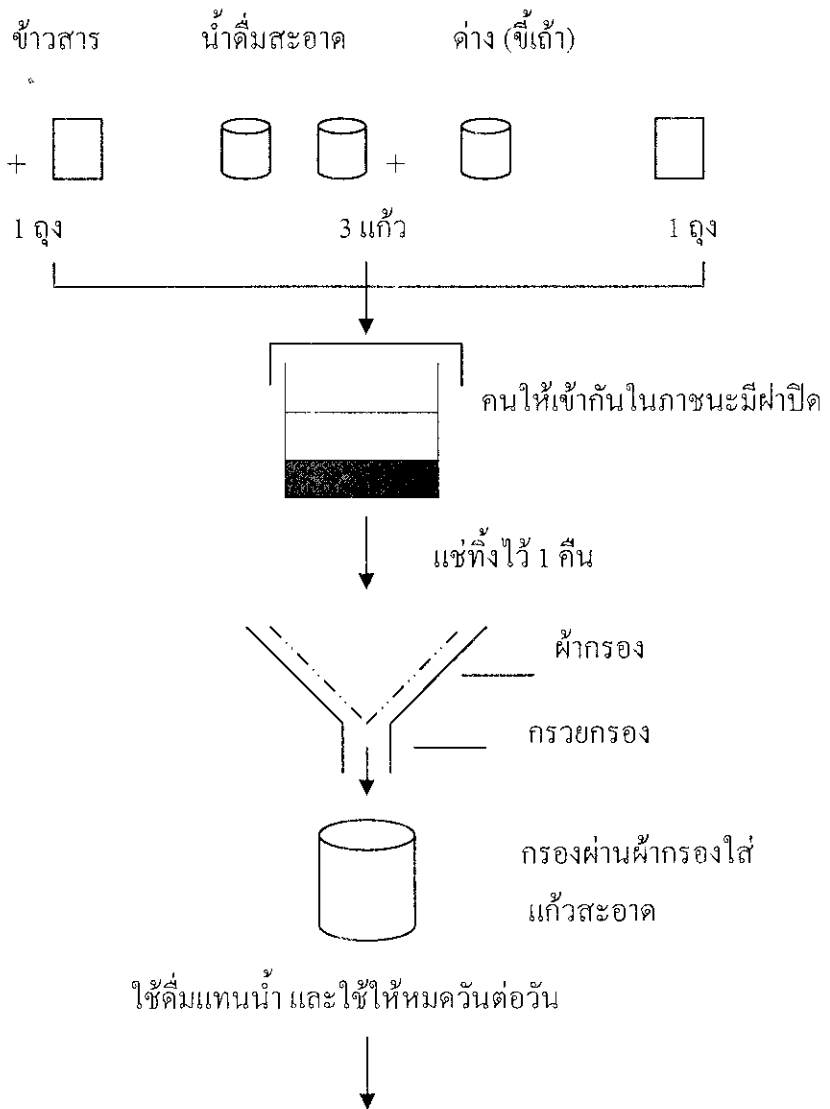 ข้าวสาร น้ำดื่มสะอาด ด่าง (ขี้เถ้า)
+ +
1 ถุง 3 แก้ว 1 ถุง
คนให้เข้ากันในภาชนะมีฝาปิด
แช่ทิ้งไว้ 1 คืน
ผ้ากรอง
กรวยกรอง
กรองผ่านผ้ากรองใส่
แก้วสะอาด
ใช้ดื่มแทนน้ำ และใช้ให้หมดวันต่อวัน